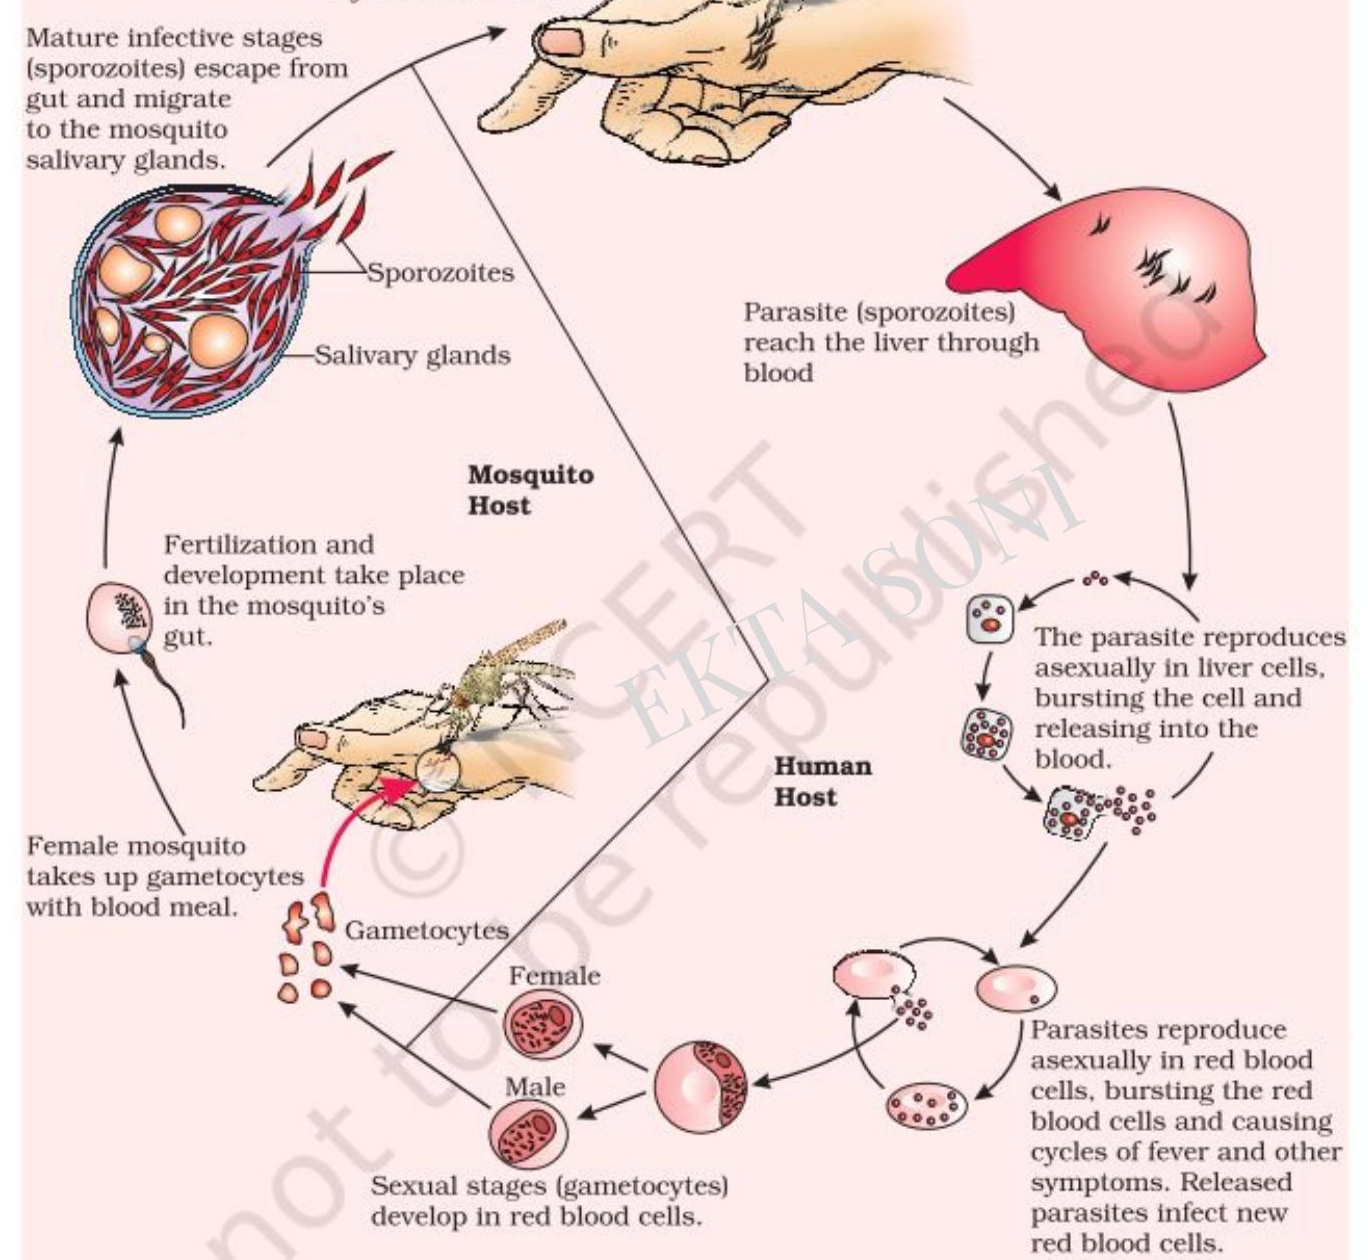 Mature infective stages
(sporozoites) escape from
gut and migrate
to the mosquito
salivary glands.
Sporozoites
Salivary glands
Parasite (sporozoites)
reach the liver through
blood
Mosquito
Host
Fertilization and
development take place
in the mosquito's
gut.
The parasite reproduces
asexually in liver cells,
bursting the cell and
releasing into the
blood.
Human
Host
Female mosquito
takes up gametocytes
with blood meal.
Gametocytes
Female
Male
Sexual stages (gametocytes)
develop in red blood cells.
Parasites reproduce
asexually in red blood
cells, bursting the red
blood cells and causing
cycles of fever and other
symptoms. Released
parasites infect new
red blood cells.
© NCERT
not to be republished
EKTA SONI